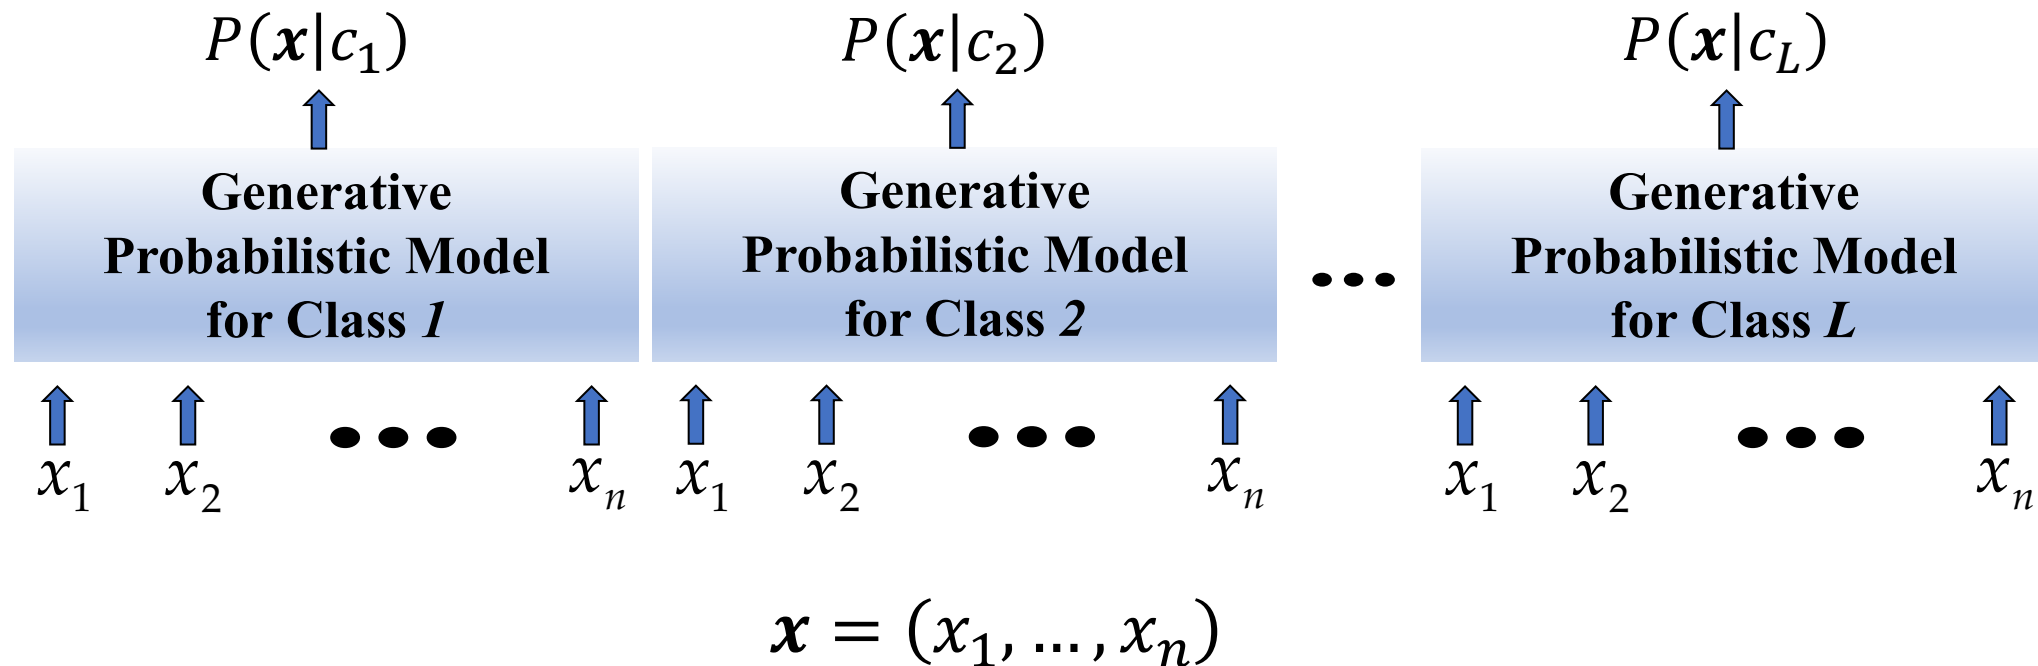 P(x|c₁) P(x|c₂) P(x|c_L)
Generative Probabilistic Model for Class 1
Generative Probabilistic Model for Class 2
•••
Generative Probabilistic Model for Class L
x₁ x₂ ••• xₙ x₁ x₂ ••• xₙ x₁ x₂ ••• xₙ
x = (x₁, … , xₙ)